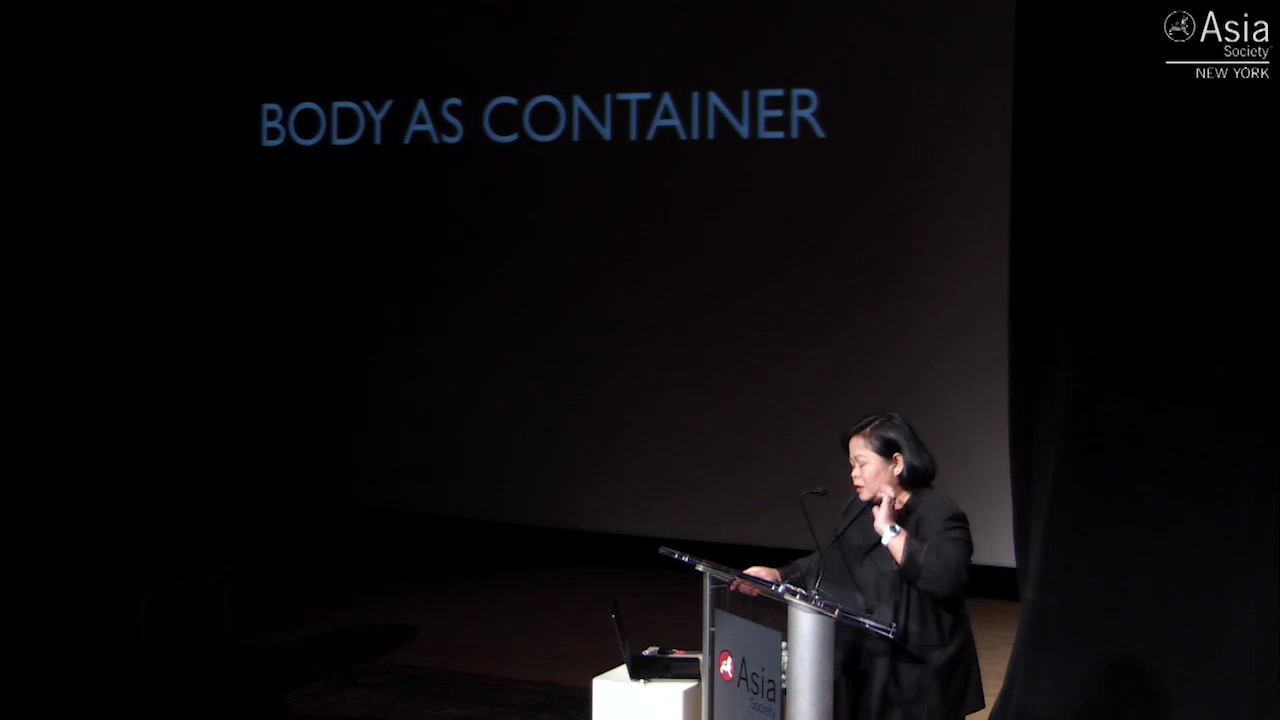 Asia
Society
NEW YORK
BODY AS CONTAINER
Asia
Society